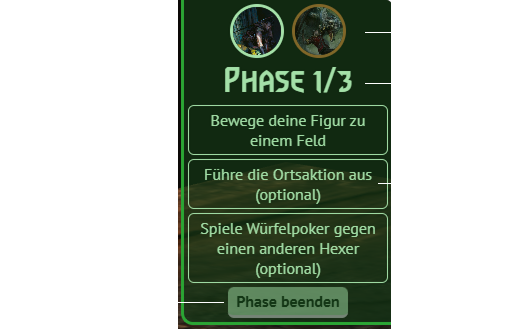 Phase 1/3
Bewege deine Figur zu
einem Feld
Führe die Ortsaktion aus
(optional)
Spiele Würfelpoker gegen
einen anderen Hexer
(optional)
Phase beenden